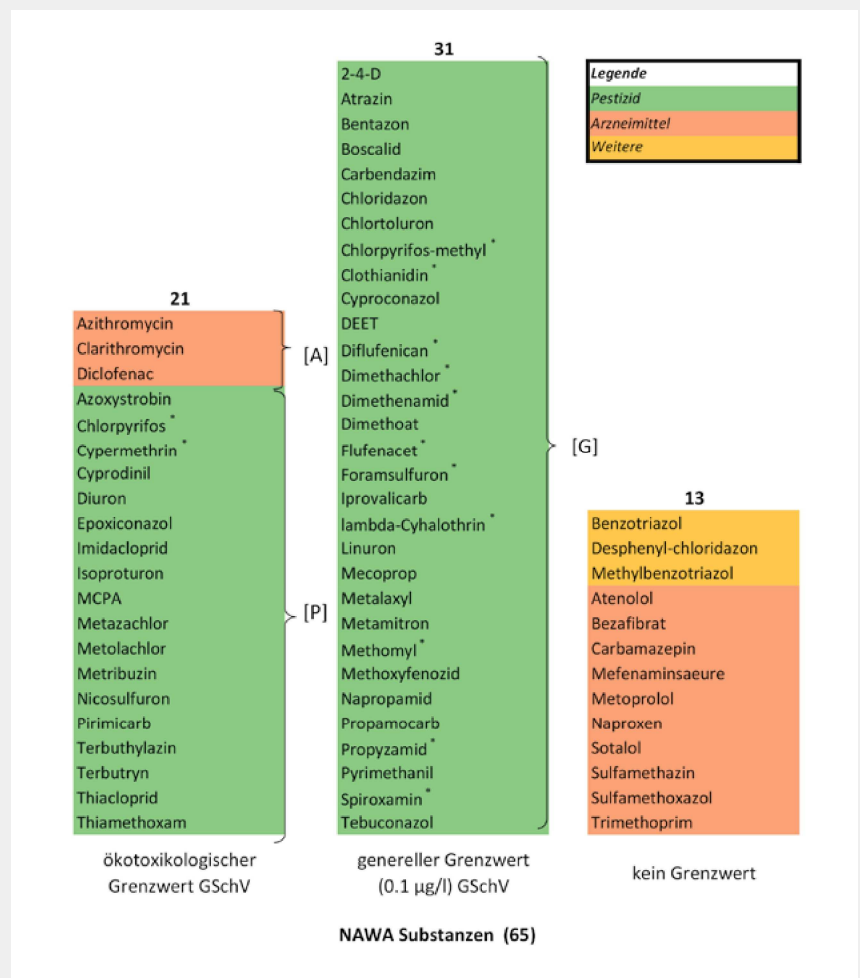 21
Azithromycin
Clarithromycin
Diclofenac
[A]
Azoxystrobin
Chlorpyrifos *
Cypermethrin *
Cyprodinil
Diuron
Epoxiconazol
Imidacloprid
Isoproturon
MCPA
Metazachlor
Metolachlor
Metribuzin
Nicosulfuron
Pirimicarb
Terbuthylazin
Terbutryn
Thiacloprid
Thiamethoxam
[P]
ökotoxikologischer
Grenzwert GSchV
31
2-4-D
Atrazin
Bentazon
Boscalid
Carbendazim
Chloridazon
Chlortoluron
Chlorpyrifos-methyl *
Clothianidin *
Cyproconazol
DEET
Diflufenican *
Dimethachlor *
Dimethenamid *
Dimethoat
Flufenacet *
Foramsulfuron *
Iprovalicarb
lambda-Cyhalothrin *
Linuron
Mecoprop
Metalaxyl
Metamitron
Methomyl *
Methoxyfenozid
Napropamid
Propamocarb
Propyzamid *
Pyrimethanil
Spiroxamin *
Tebuconazol
[G]
genereller Grenzwert
(0.1 µg/l) GSchV
Legende
Pestizid
Arzneimittel
Weitere
13
Benzotriazol
Desphenyl-chloridazon
Methylbenzotriazol
Atenolol
Bezafibrat
Carbamazepin
Mefenaminsaeure
Metoprolol
Naproxen
Sotalol
Sulfamethazin
Sulfamethoxazol
Trimethoprim
kein Grenzwert
NAWA Substanzen (65)